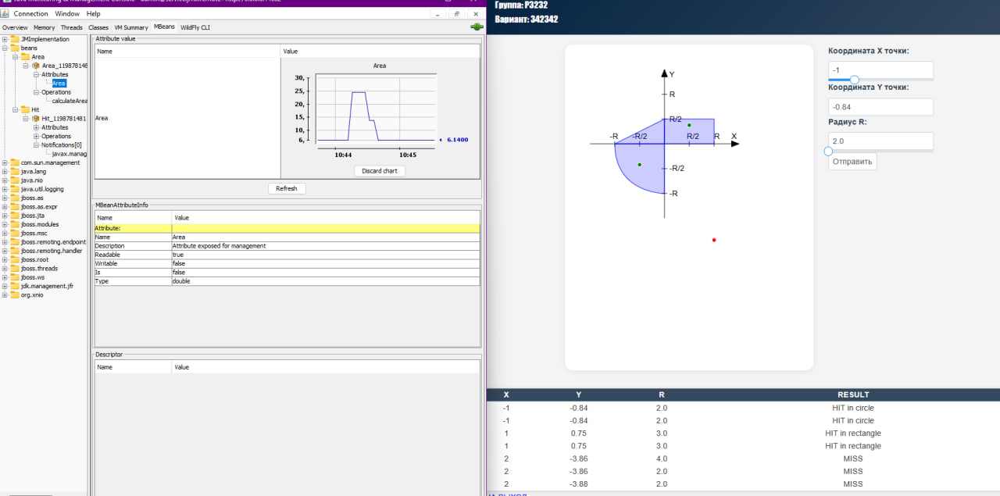 Connection Window Help
Overview Memory Threads Classes VM Summary MBeans WildFly CLI
JMImplementation
beans
Area
Area_119878148
Attributes
Area
Operations
calculateArea
Hit
Hit_1198781481
Attributes
Operations
Notifications[0]
javax.manag
com.sun.management
java.lang
java.nio
java.util.logging
jboss.as
jboss.as.expr
jboss.jta
jboss.modules
jboss.msc
jboss.remoting.endpoint
jboss.remoting.handler
jboss.root
jboss.threads
jboss.ws
jdk.management.jfr
org.xnio
Attribute value
Name Value
Area
Area
30,
25,
20,
15,
10,
6,
6.1400
10:44 10:45
Discard chart
Refresh
MBeanAttributeInfo
Name Value
Attribute:
Name Area
Description Attribute exposed for management
Readable true
Writable false
Is false
Type double
Descriptor
Name Value
Группа: P3232
Вариант: 342342
Y
R
R/2
-R -R/2 R/2 R X
-R/2
-R
Координата X точки:
-1
Координата Y точки:
-0.84
Радиус R:
2.0
Отправить
X Y R RESULT
-1 -0.84 2.0 HIT in circle
-1 -0.84 2.0 HIT in circle
1 0.75 3.0 HIT in rectangle
1 0.75 3.0 HIT in rectangle
2 -3.86 4.0 MISS
2 -3.86 2.0 MISS
2 -3.88 2.0 MISS
НА ВЫХОД